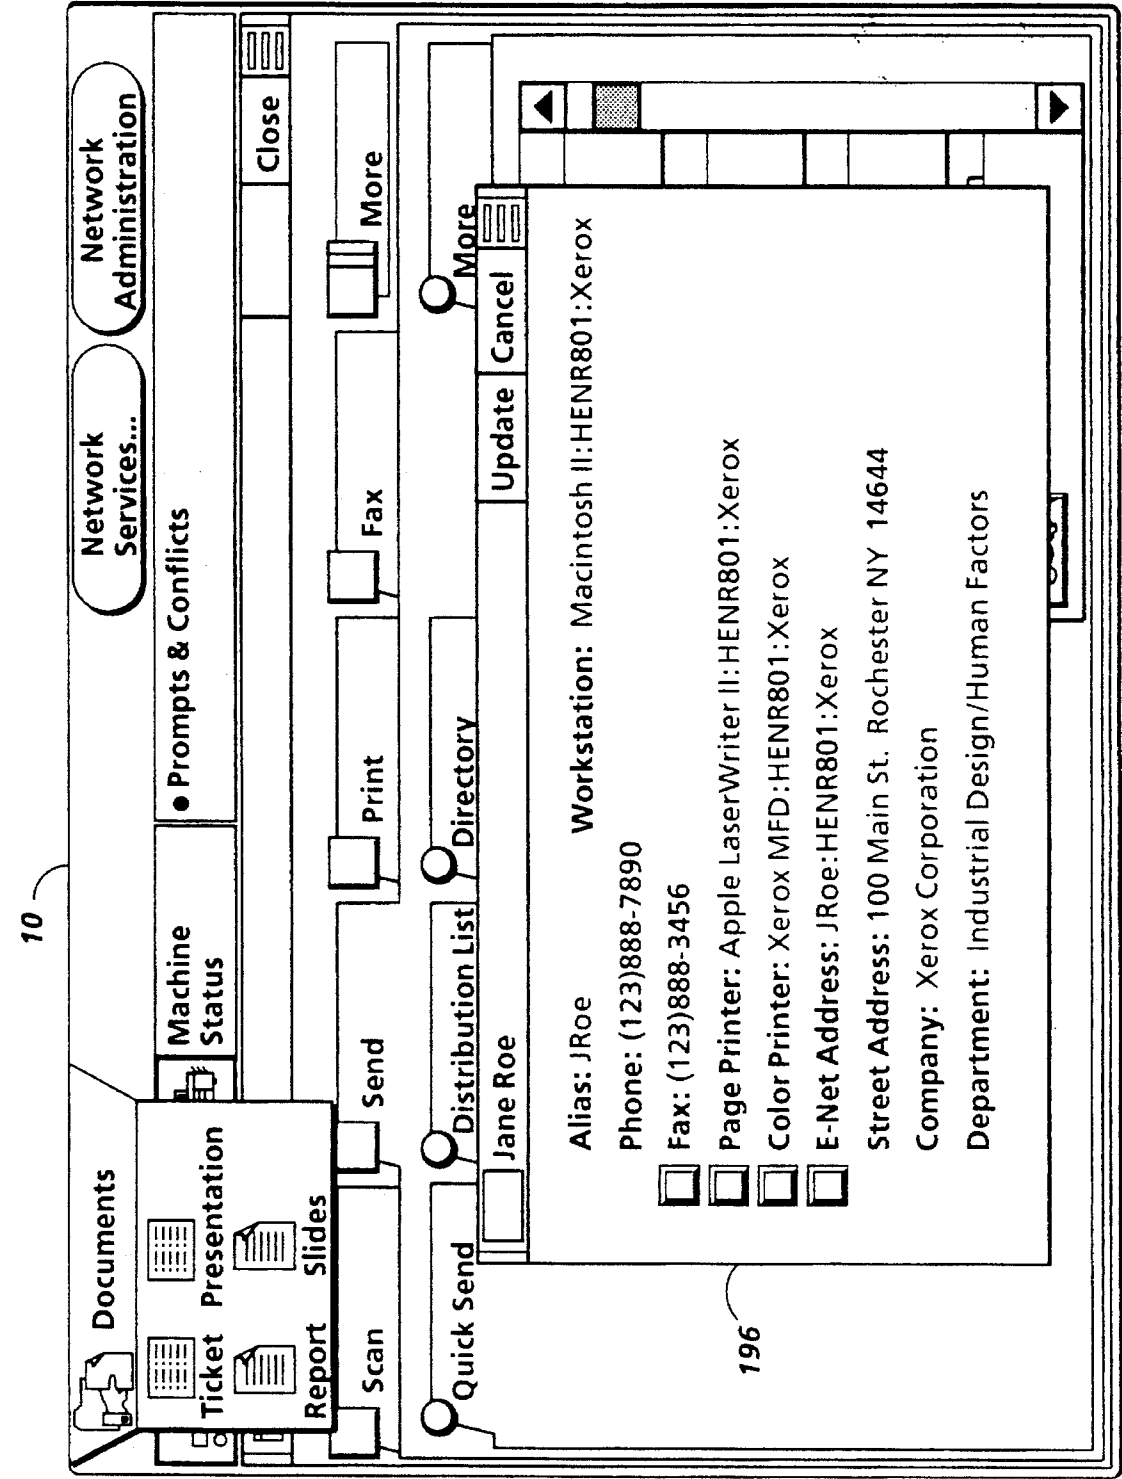 10
Documents
Network
Services...
Network
Administration
Ticket Presentation
Report Slides
Machine
Status
• Prompts & Conflicts
Close
Scan
Send
Print
Fax
More
Quick Send
Distribution List
Directory
More
Jane Roe
Update
Cancel
Alias: JRoe
Workstation: Macintosh II:HENR801:Xerox
Phone: (123)888-7890
Fax: (123)888-3456
Page Printer: Apple LaserWriter II:HENR801:Xerox
Color Printer: Xerox MFD:HENR801:Xerox
E-Net Address: JRoe:HENR801:Xerox
Street Address: 100 Main St. Rochester NY 14644
Company: Xerox Corporation
Department: Industrial Design/Human Factors
196